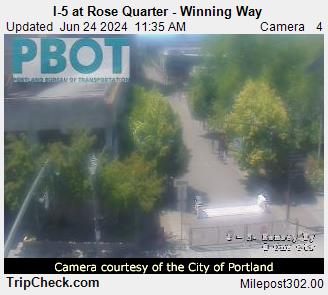 I-5 at Rose Quarter - Winning Way
Updated Jun 24 2024 11:35 AM Camera 4
PBOT
PORTLAND BUREAU OF TRANSPORTATION
Camera courtesy of the City of Portland
TripCheck.com Milepost302.00